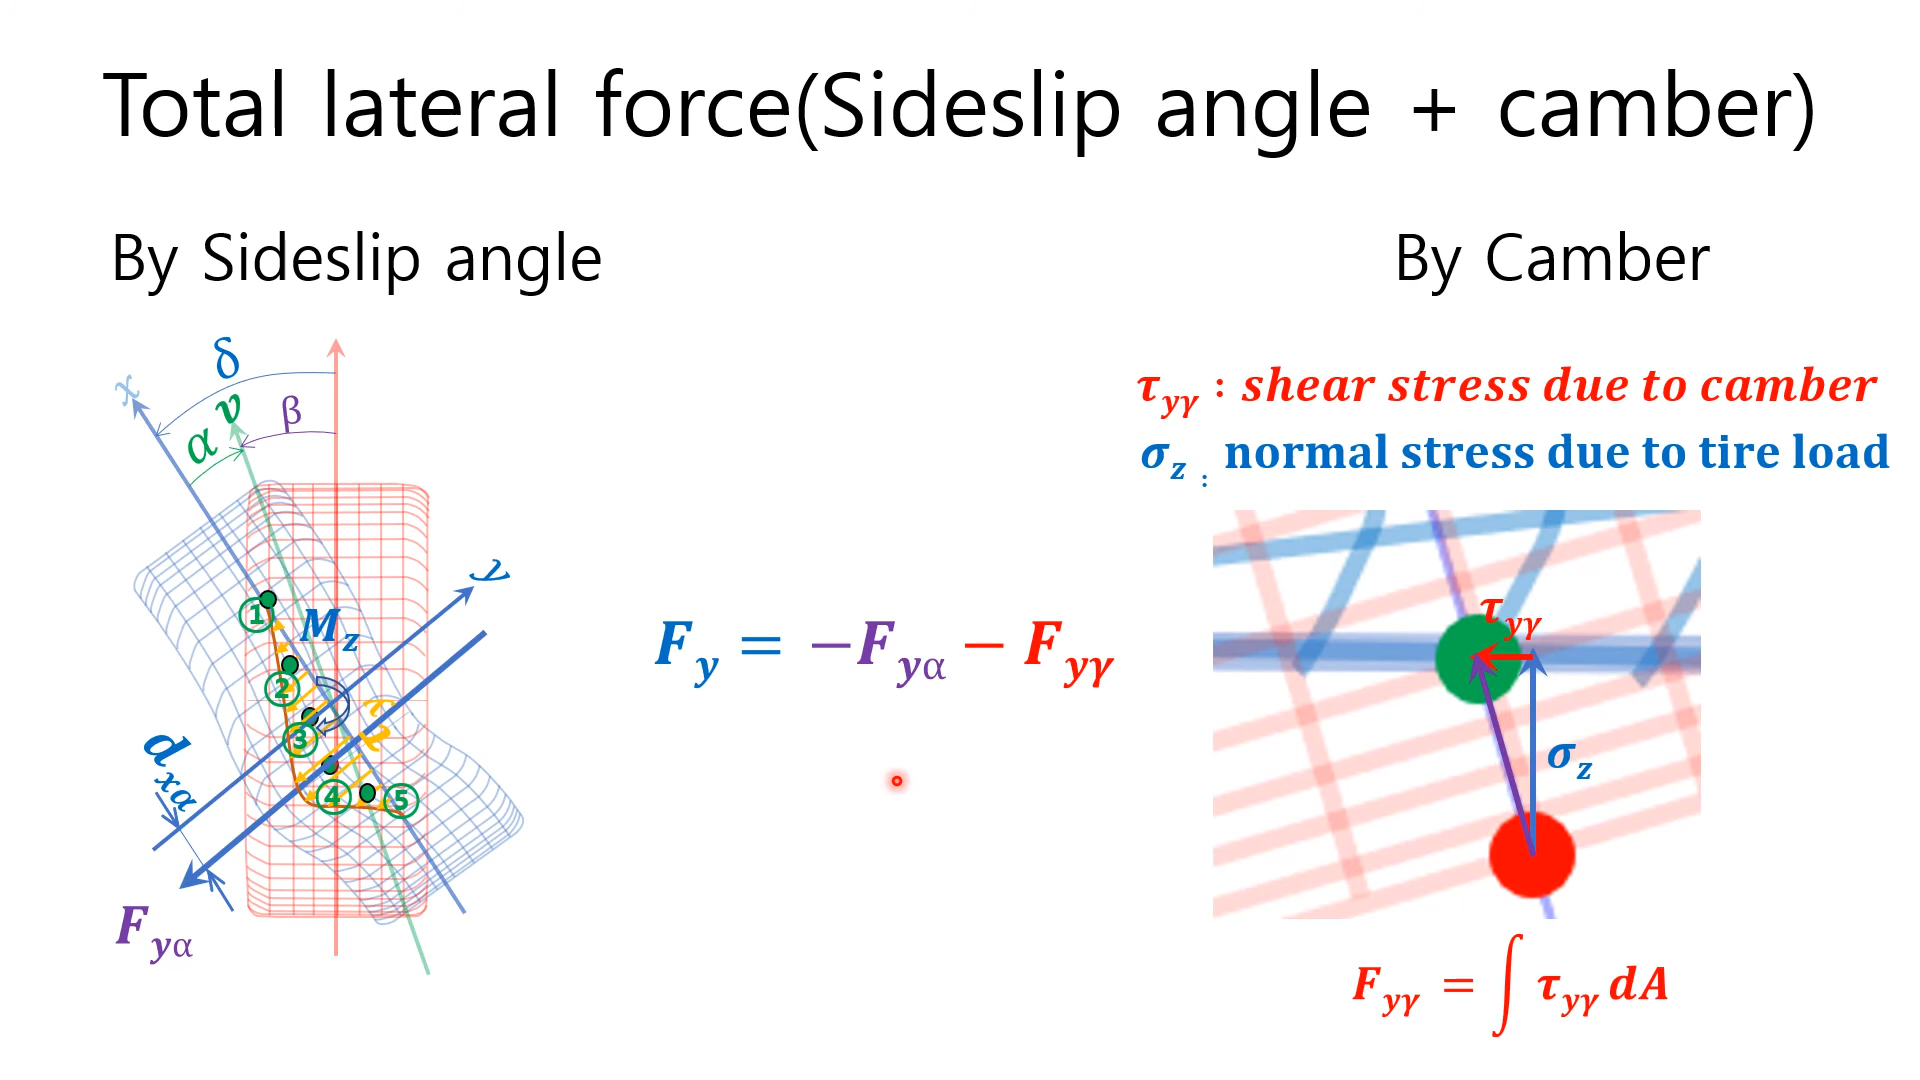 Total lateral force(Sideslip angle + camber)
By Sideslip angle
By Camber
δ
x
v
β
α
y
① M_z
②
③
④ ⑤
τ
d_xα
F_yα
F_y = −F_yα − F_yγ
τ_yγ : shear stress due to camber
σ_z : normal stress due to tire load
τ_yγ
σ_z
F_yγ = ∫ τ_yγ dA